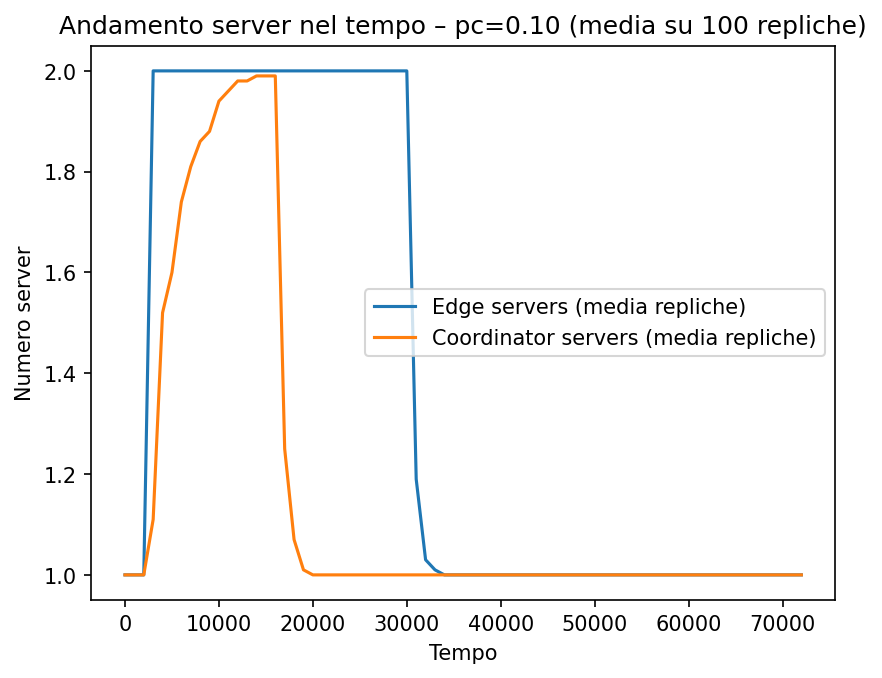 Andamento server nel tempo – pc=0.10 (media su 100 repliche)
Numero server
2.0
1.8
1.6
1.4
1.2
1.0
Edge servers (media repliche)
Coordinator servers (media repliche)
0 10000 20000 30000 40000 50000 60000 70000
Tempo